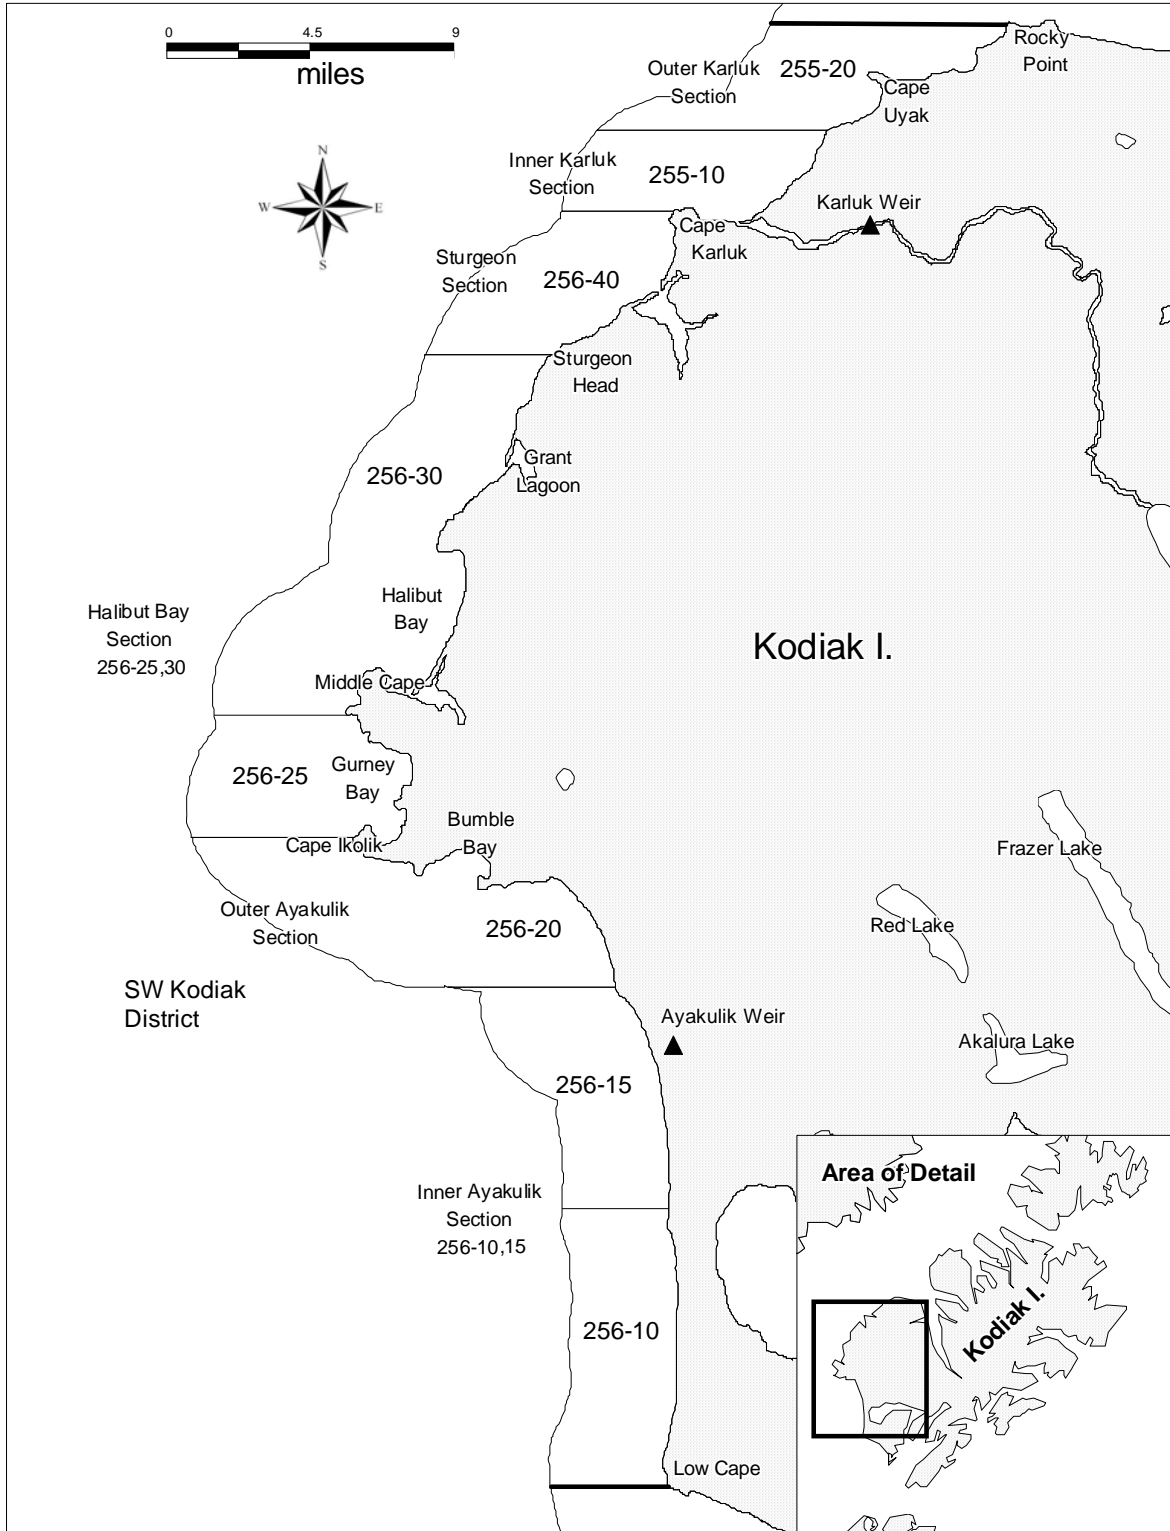 0 4.5 9
miles
Rocky
Point
Outer Karluk
Section
255-20
Cape
Uyak
Inner Karluk
Section
255-10
Karluk Weir
N
W E
S
Cape
Karluk
Sturgeon
Section
256-40
Sturgeon
Head
256-30
Grant
Lagoon
Halibut
Bay
Halibut Bay
Section
256-25,30
Kodiak I.
Middle Cape
256-25
Gurney
Bay
Bumble
Bay
Cape Ikolik
Frazer Lake
Outer Ayakulik
Section
256-20
Red Lake
SW Kodiak
District
Ayakulik Weir
Akalura Lake
256-15
Inner Ayakulik
Section
256-10,15
256-10
Low Cape
Area of Detail
Kodiak I.